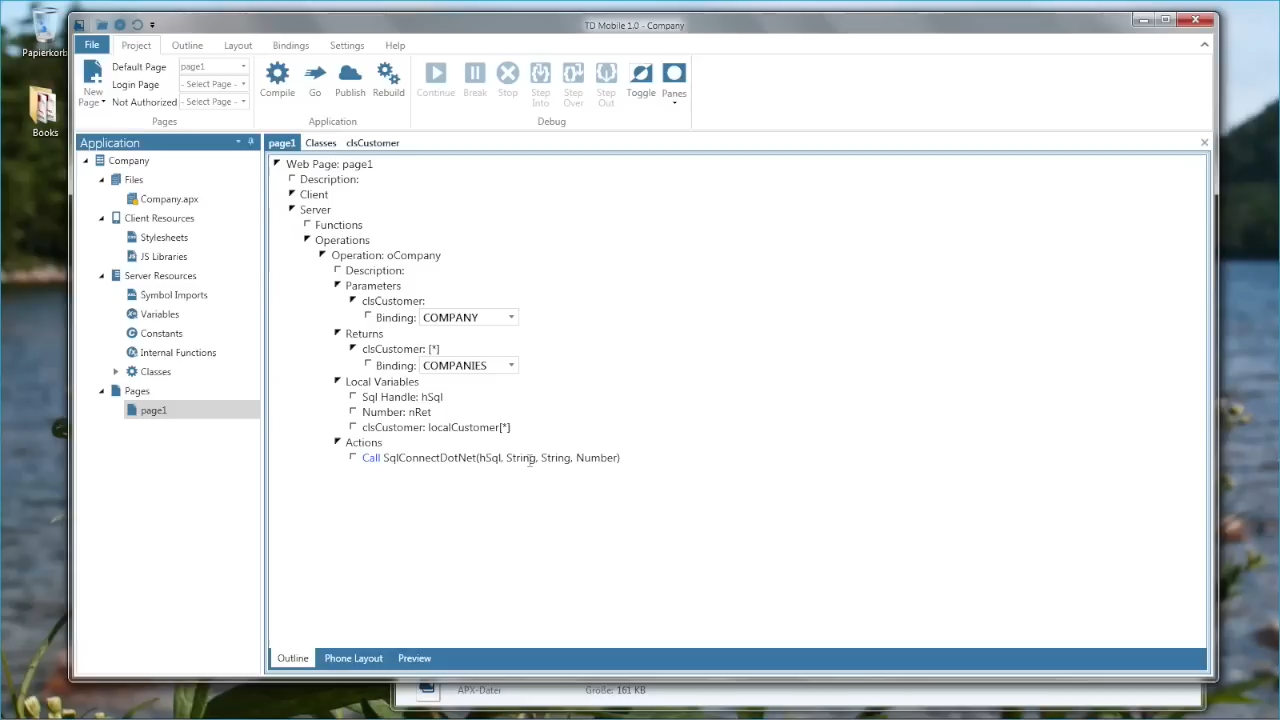 TD Mobile 1.0 - Company
Papierkorb
Books
File
Project
Outline
Layout
Bindings
Settings
Help
New
Page
Default Page
page1
Login Page
- Select Page -
Not Authorized
- Select Page -
Pages
Compile
Go
Publish
Rebuild
Application
Continue
Break
Stop
Step
Into
Step
Over
Step
Out
Toggle
Panes
Debug
Application
Company
Files
Company.apx
Client Resources
Stylesheets
JS Libraries
Server Resources
Symbol Imports
Variables
Constants
Internal Functions
Classes
Pages
page1
page1
Classes
clsCustomer
Web Page: page1
Description:
Client
Server
Functions
Operations
Operation: oCompany
Description:
Parameters
clsCustomer:
Binding: COMPANY
Returns
clsCustomer: [*]
Binding: COMPANIES
Local Variables
Sql Handle: hSql
Number: nRet
clsCustomer: localCustomer[*]
Actions
Call SqlConnectDotNet(hSql, String, String, Number)
Outline
Phone Layout
Preview
APX-Datei
Größe: 161 KB